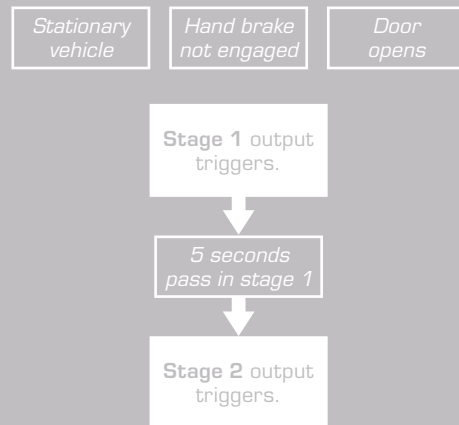 Stationary
vehicle
Hand brake
not engaged
Door
opens
Stage 1 output
triggers.
5 seconds
pass in stage 1
Stage 2 output
triggers.